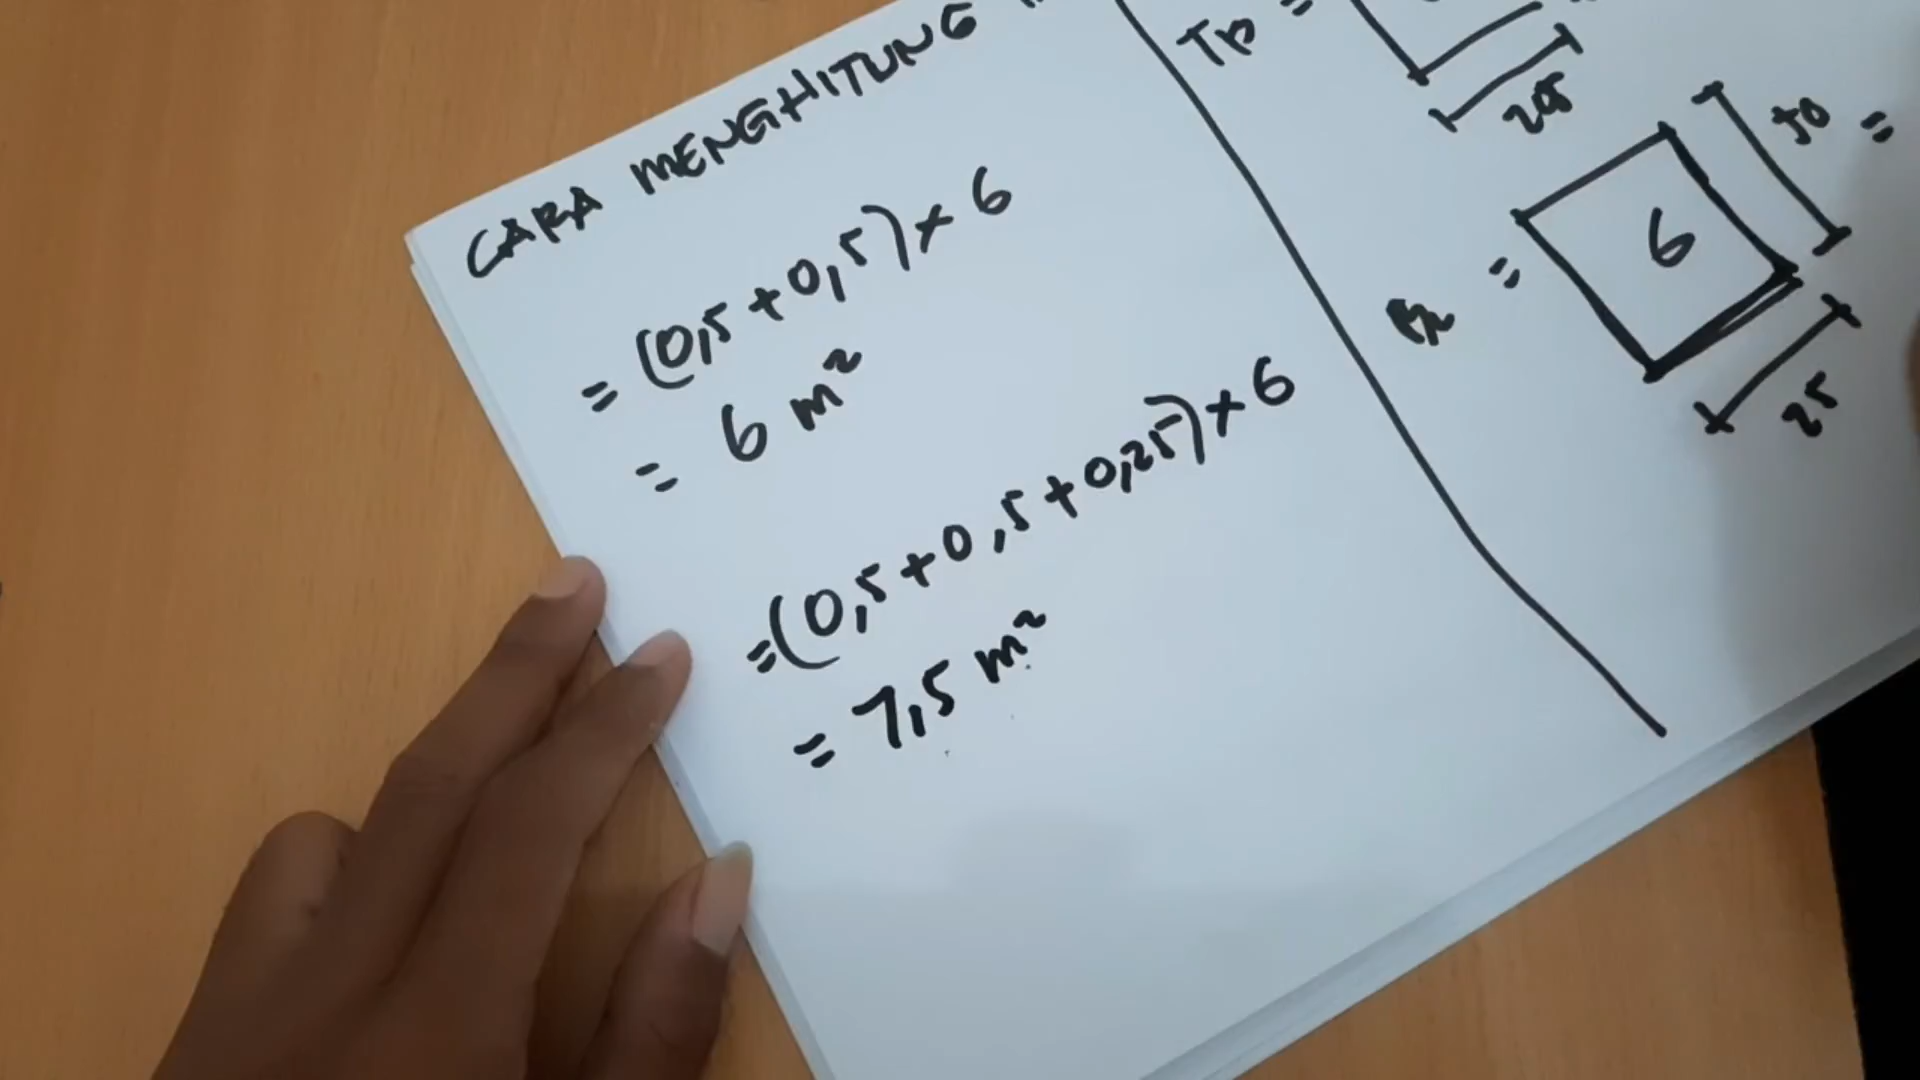 CARA MENGHITUNG
= (0,5 + 0,5) × 6
= 6 m²
= (0,5 + 0,5 + 0,25) × 6
= 7,5 m²
=
25
= 6
50 =
25